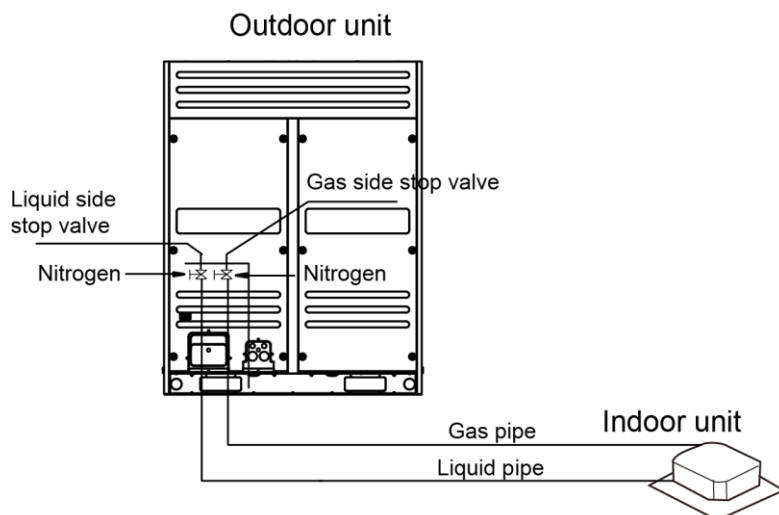 Outdoor unit
Gas side stop valve
Liquid side
stop valve
Nitrogen
Nitrogen
Indoor unit
Gas pipe
Liquid pipe